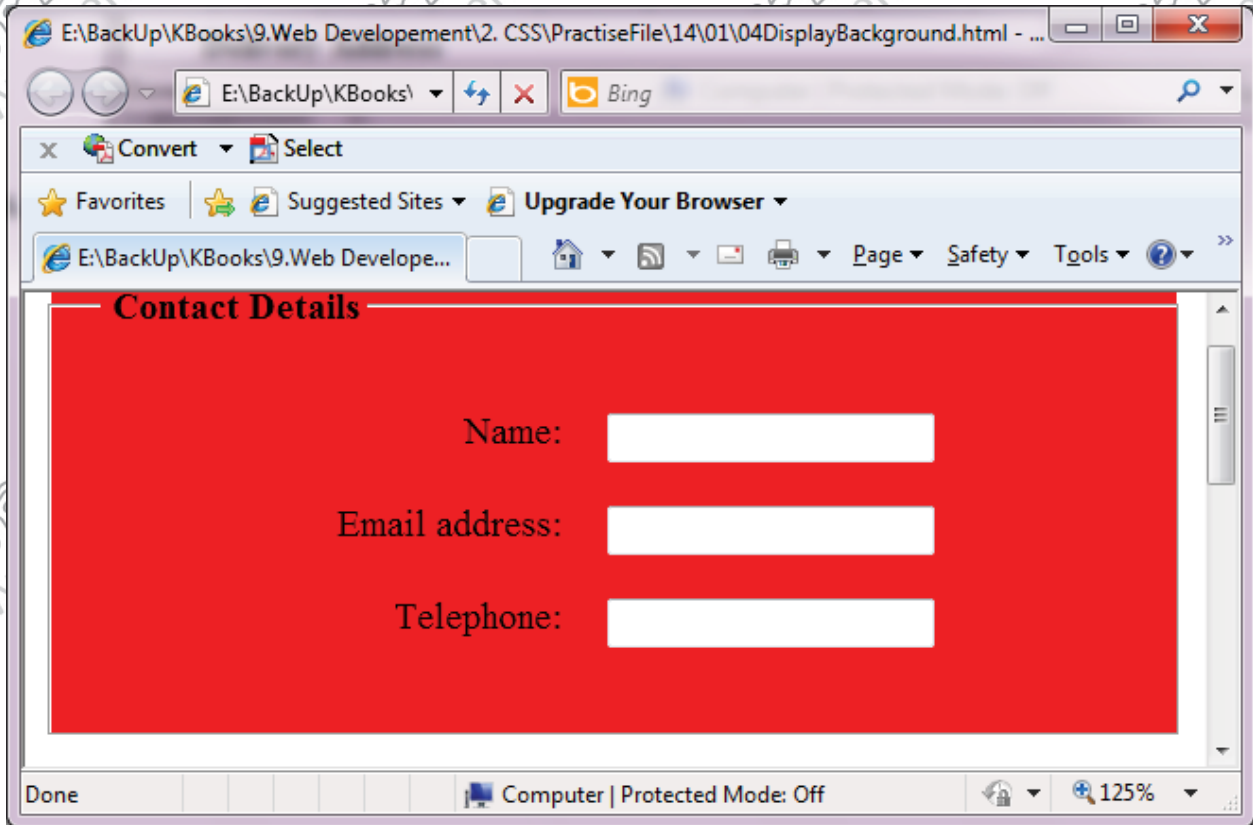 E:\BackUp\KBooks\9.Web Developement\2. CSS\PractiseFile\14\01\04DisplayBackground.html - ...
E:\BackUp\KBooks\ Bing
x Convert Select
Favorites Suggested Sites Upgrade Your Browser
E:\BackUp\KBooks\9.Web Develope... Page Safety Tools »
Contact Details
Name:
Email address:
Telephone:
Done Computer | Protected Mode: Off 125%